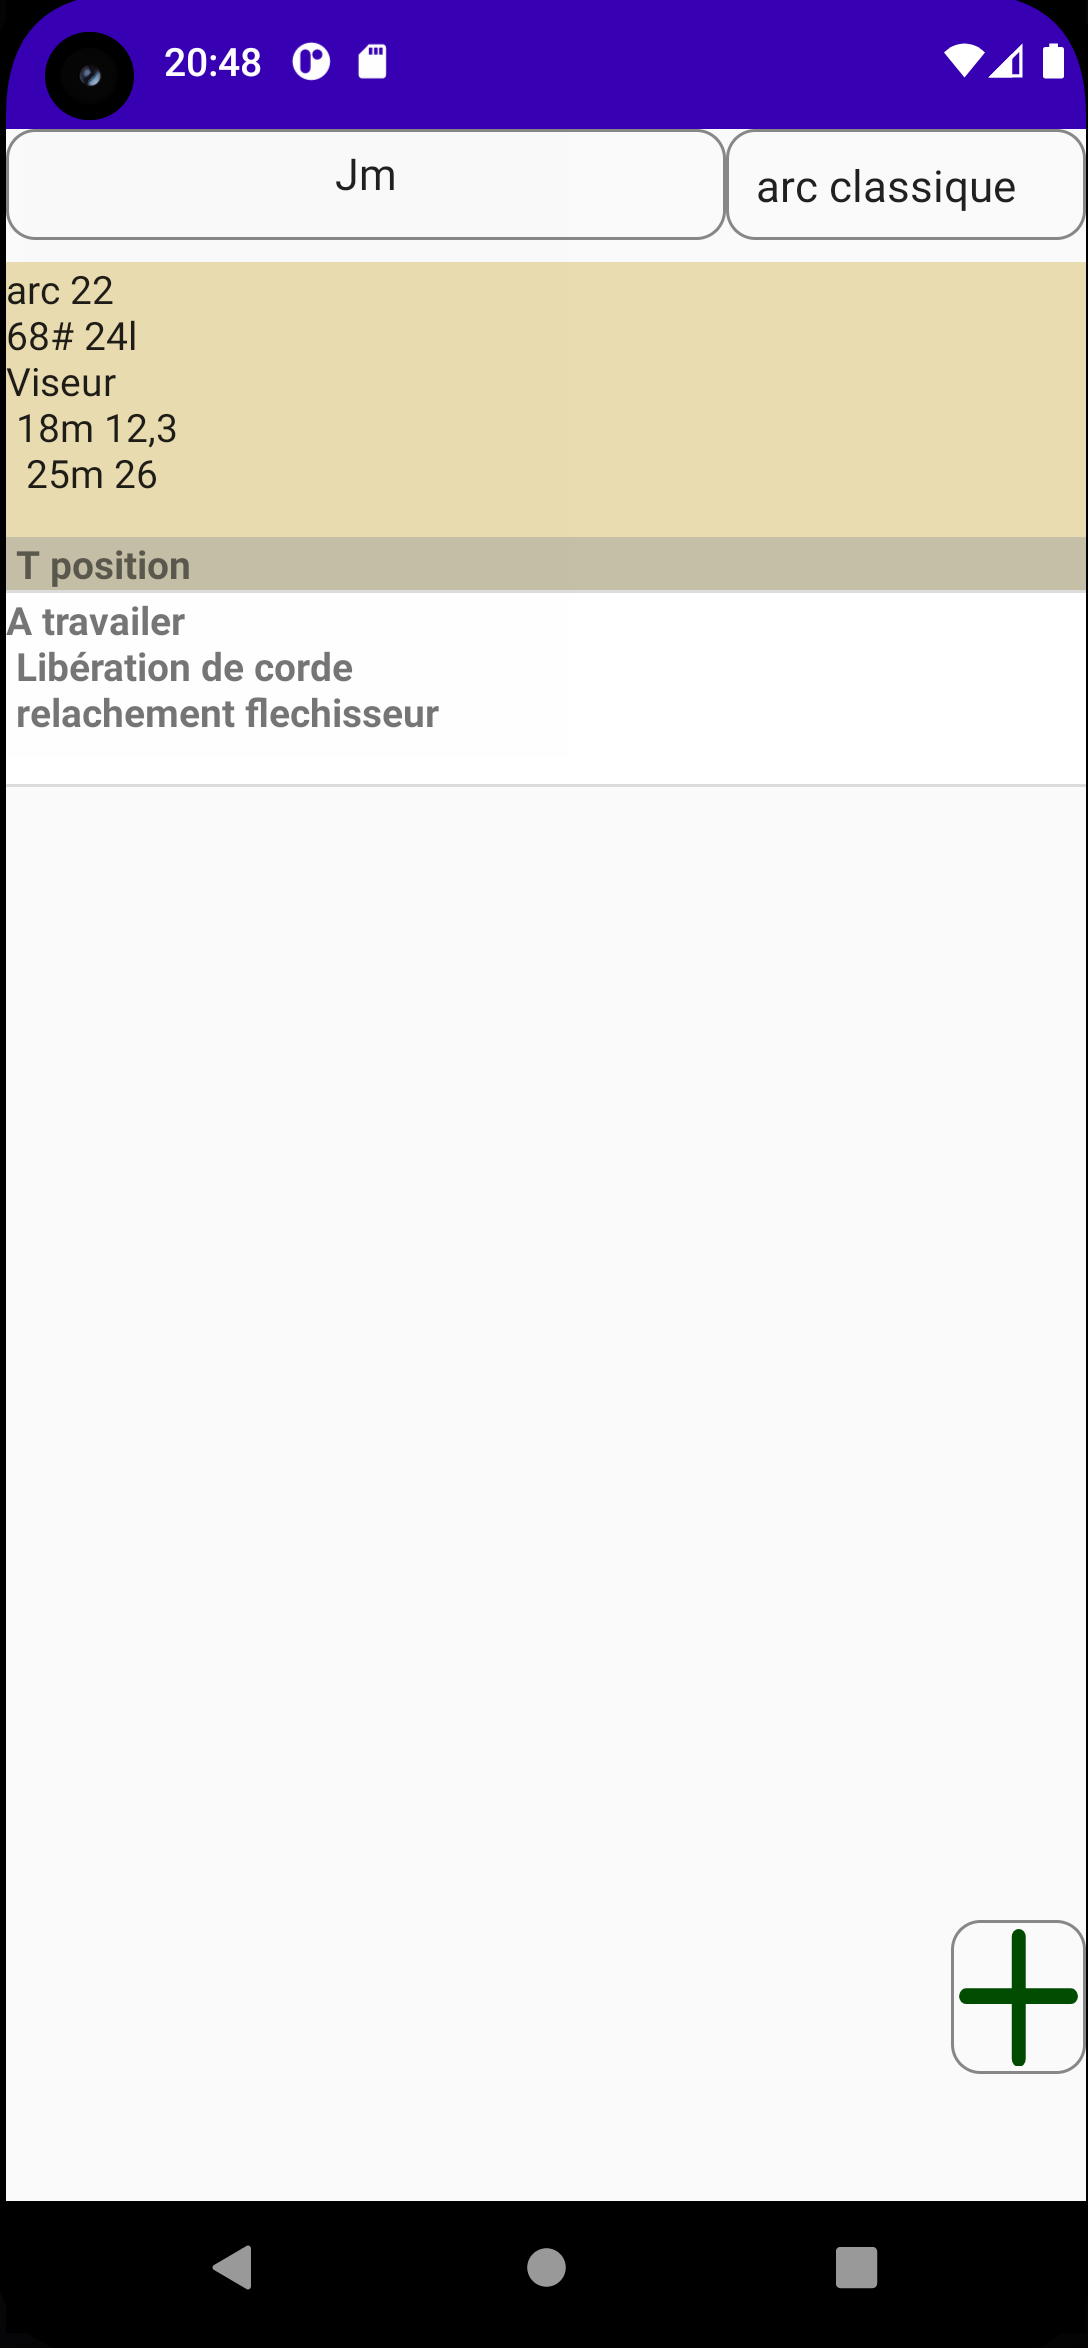 20:48
Jm
arc classique
arc 22
68# 24l
Viseur
18m 12,3
25m 26
T position
A travailer
Libération de corde
relachement flechisseur